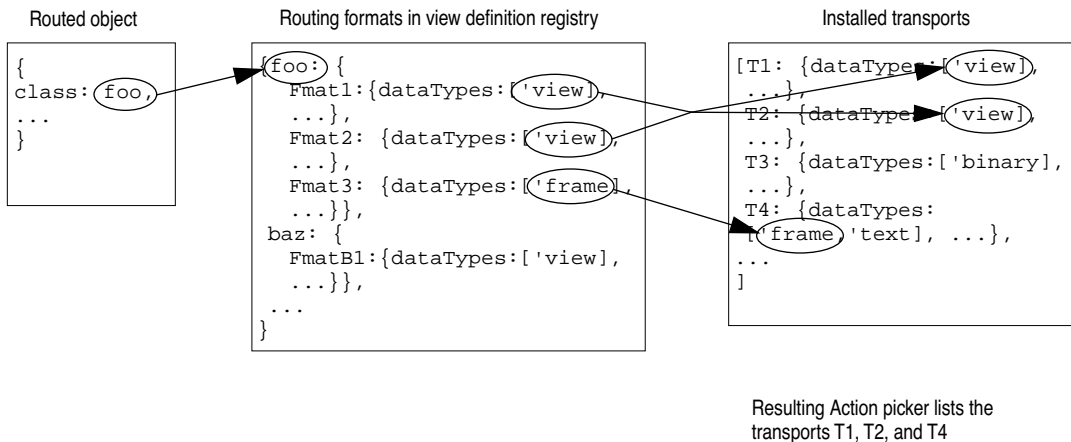 Routed object
{
class: foo,
...
}
Routing formats in view definition registry
{foo: {
Fmat1:{dataTypes:['view],
...},
Fmat2: {dataTypes:['view],
...},
Fmat3: {dataTypes:['frame],
...}},
baz: {
FmatB1:{dataTypes:['view],
...}},
...
}
Installed transports
[T1: {dataTypes:['view],
...},
T2: {dataTypes:['view],
...},
T3: {dataTypes:['binary],
...},
T4: {dataTypes:
['frame,'text], ...},
...
]
Resulting Action picker lists the
transports T1, T2, and T4